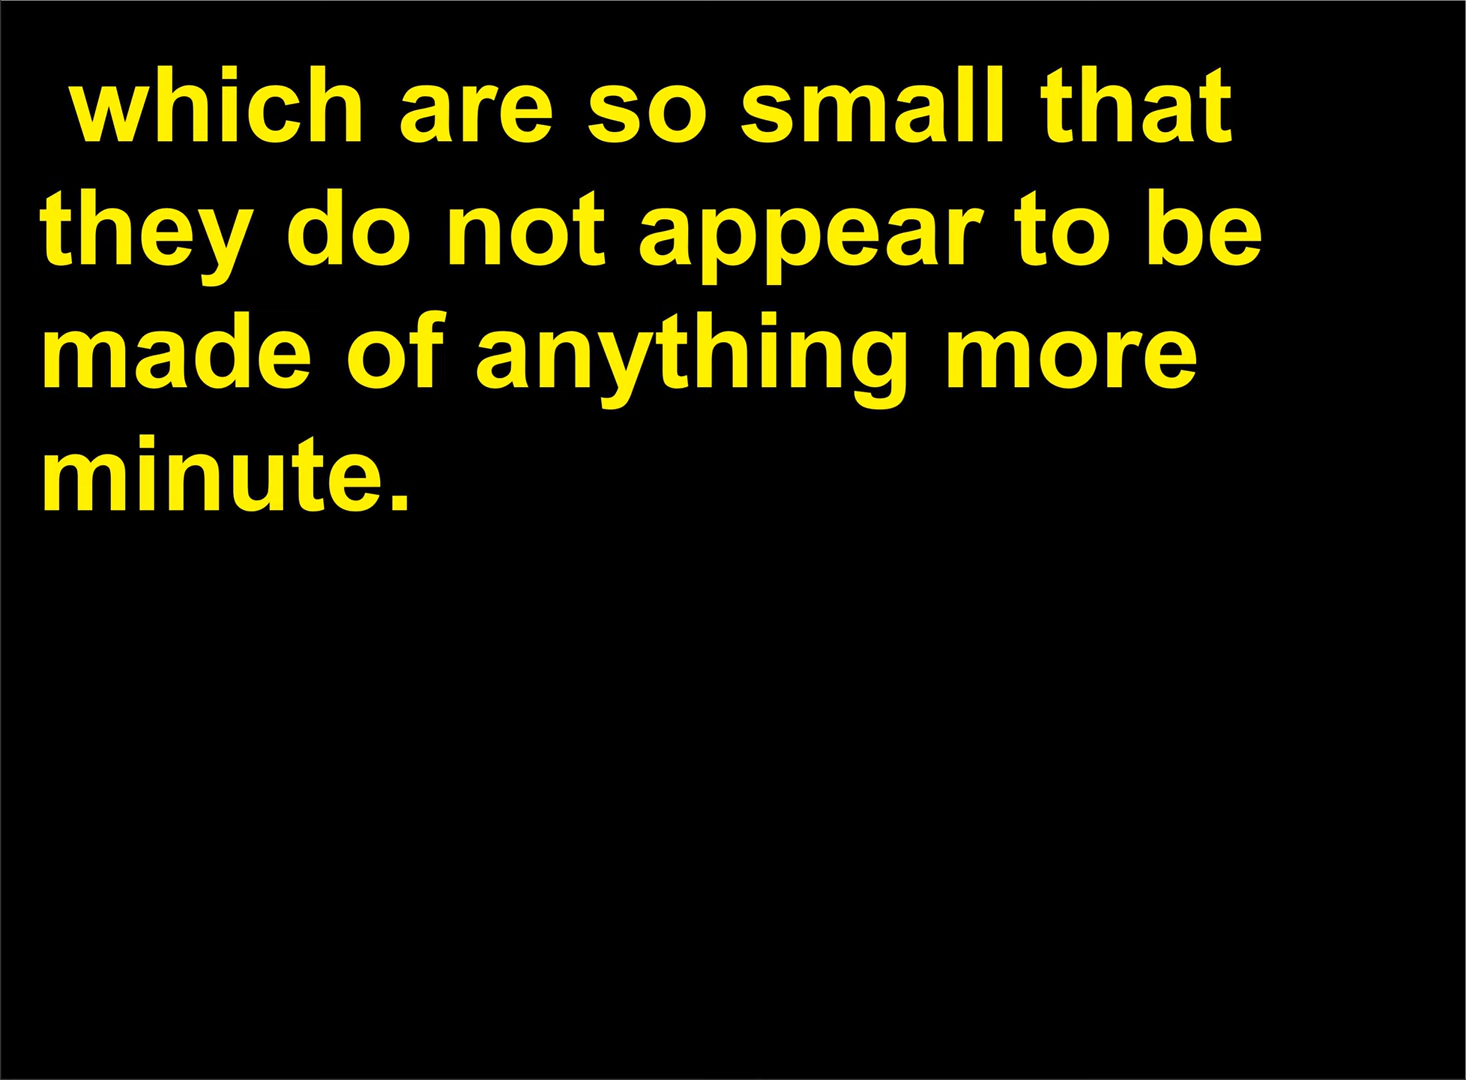 which are so small that
they do not appear to be
made of anything more
minute.